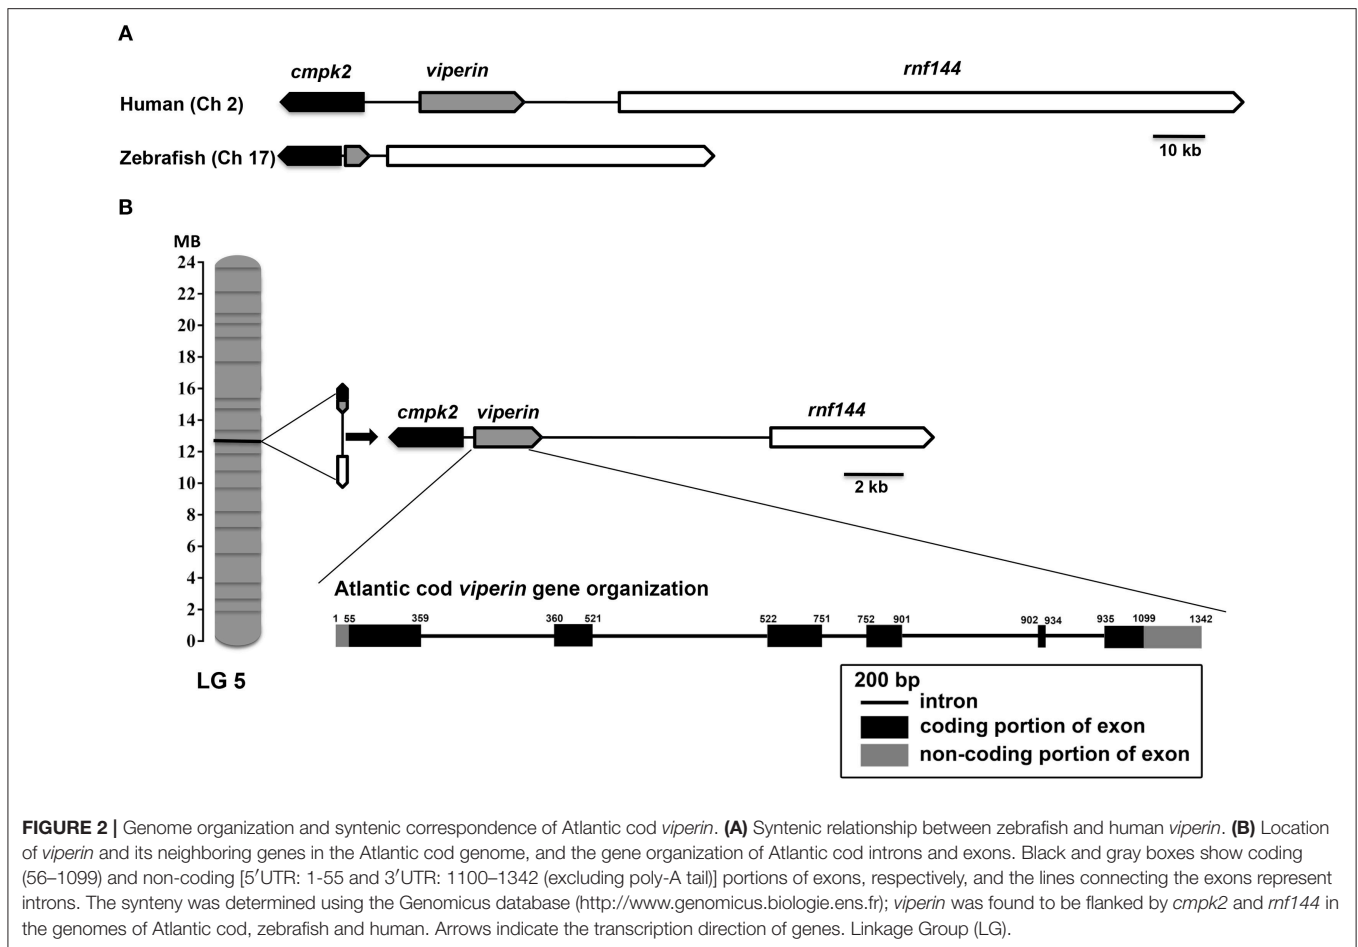 A
cmpk2 viperin rnf144
Human (Ch 2)
Zebrafish (Ch 17)
10 kb
B
MB
24
22
20
18
16
14
12
10
8
6
4
2
0
LG 5
cmpk2 viperin rnf144
2 kb
Atlantic cod viperin gene organization
1 55 359 360 521 522 751 752 901 902 934 935 1099 1342
200 bp
intron
coding portion of exon
non-coding portion of exon
FIGURE 2 | Genome organization and syntenic correspondence of Atlantic cod viperin. (A) Syntenic relationship between zebrafish and human viperin. (B) Location
of viperin and its neighboring genes in the Atlantic cod genome, and the gene organization of Atlantic cod introns and exons. Black and gray boxes show coding
(56–1099) and non-coding [5′UTR: 1-55 and 3′UTR: 1100–1342 (excluding poly-A tail)] portions of exons, respectively, and the lines connecting the exons represent
introns. The synteny was determined using the Genomicus database (http://www.genomicus.biologie.ens.fr); viperin was found to be flanked by cmpk2 and rnf144 in
the genomes of Atlantic cod, zebrafish and human. Arrows indicate the transcription direction of genes. Linkage Group (LG).